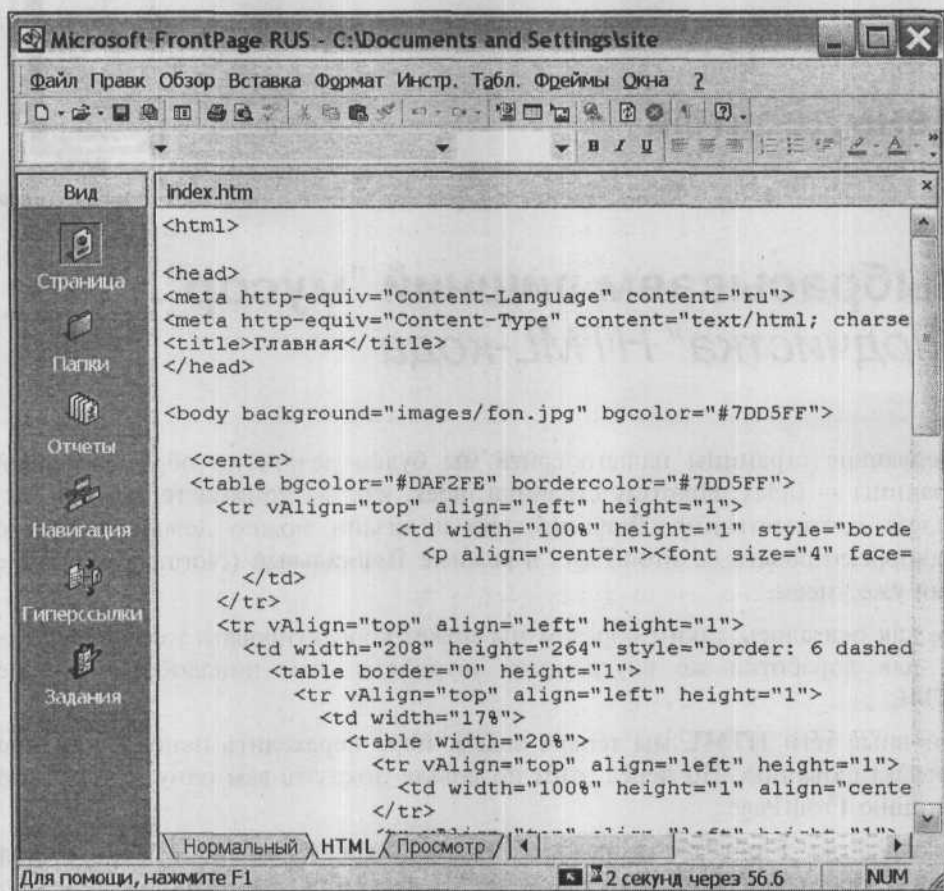 Microsoft FrontPage RUS - C:\Documents and Settings\site
Файл Правк Обзор Вставка Формат Инстр. Табл. Фреймы Окна ?
B I U A
Вид
Страница
Папки
Отчеты
Навигация
Гиперссылки
Задания
index.htm
<html>
<head>
<meta http-equiv="Content-Language" content="ru">
<meta http-equiv="Content-Type" content="text/html; charse
<title>Главная</title>
</head>
<body background="images/fon.jpg" bgcolor="#7DD5FF">
<center>
<table bgcolor="#DAF2FE" bordercolor="#7DD5FF">
<tr vAlign="top" align="left" height="1">
<td width="100%" height="1" style="borde
<p align="center"><font size="4" face=
</td>
</tr>
<tr vAlign="top" align="left" height="1">
<td width="208" height="264" style="border: 6 dashed
<table border="0" height="1">
<tr vAlign="top" align="left" height="1">
<td width="17%">
<table width="20%">
<tr vAlign="top" align="left" height="1">
<td width="100%" height="1" align="cente
</tr>
Нормальный HTML Просмотр
Для помощи, нажмите F1
2 секунд через 56.6
NUM